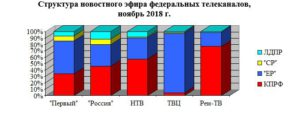 Структура новостного эфира федеральных телеканалов,
ноябрь 2018 г.
100%
90%
80%
70%
60%
50%
40%
30%
20%
10%
0%
"Первый" "Россия" НТВ ТВЦ Рен-ТВ
ЛДПР
"СР"
"ЕР"
КПРФ